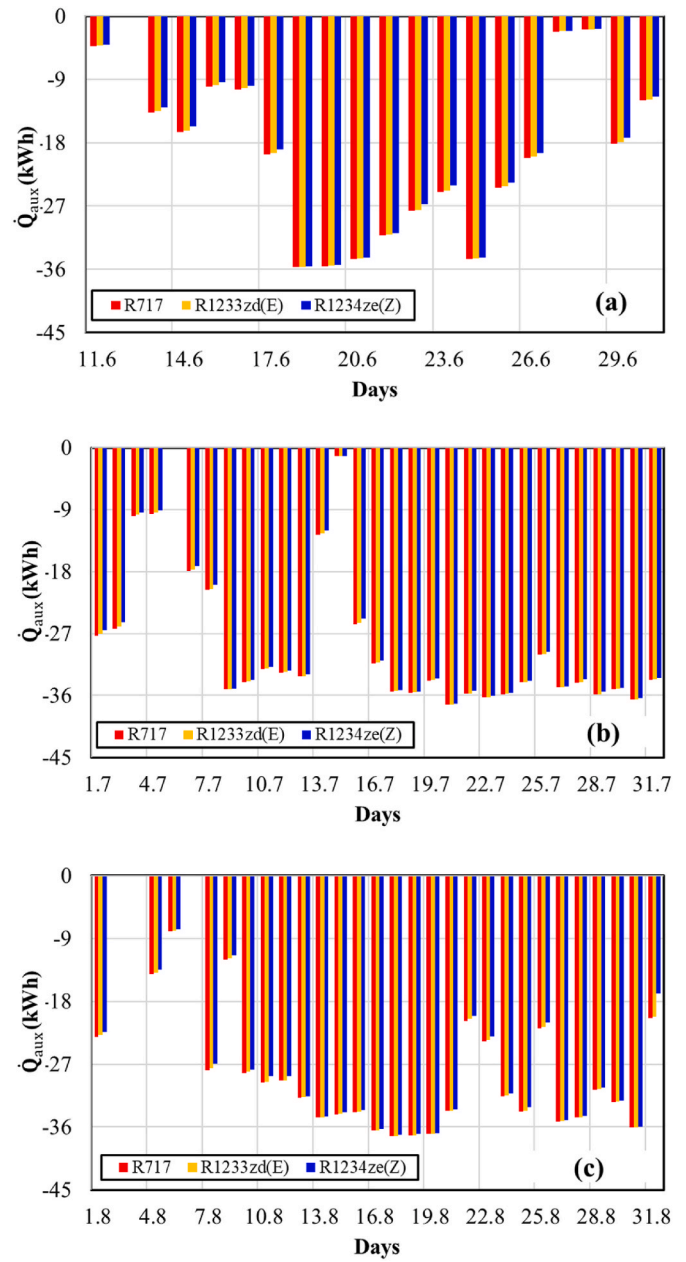 0
-9
-18
-27
-36
-45
Q̇aux (kWh)
R717 R1233zd(E) R1234ze(Z)
(a)
11.6 14.6 17.6 20.6 23.6 26.6 29.6
Days
0
-9
-18
-27
-36
-45
Q̇aux (kWh)
R717 R1233zd(E) R1234ze(Z)
(b)
1.7 4.7 7.7 10.7 13.7 16.7 19.7 22.7 25.7 28.7 31.7
Days
0
-9
-18
-27
-36
-45
Q̇aux (kWh)
R717 R1233zd(E) R1234ze(Z)
(c)
1.8 4.8 7.8 10.8 13.8 16.8 19.8 22.8 25.8 28.8 31.8
Days